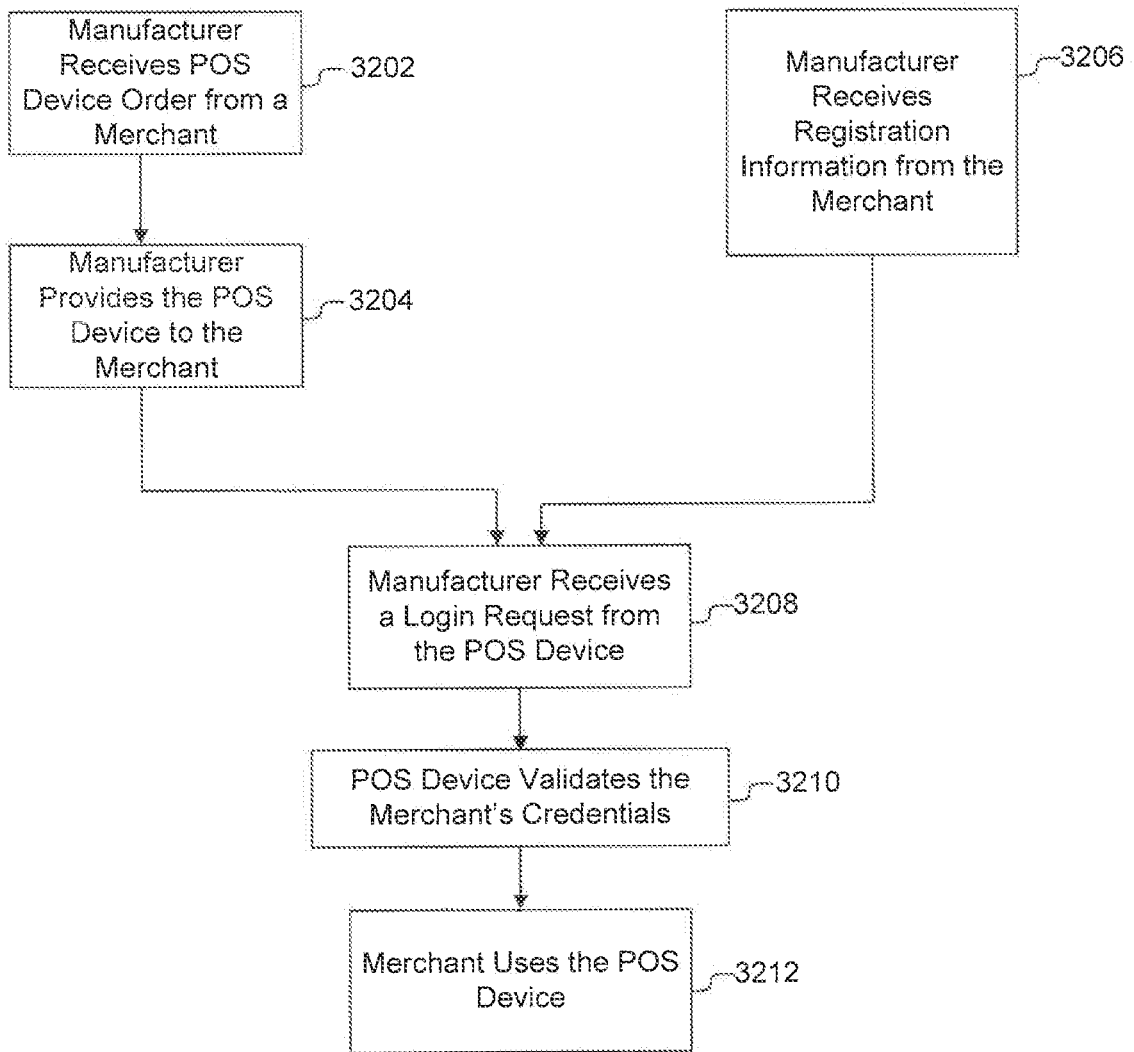 Manufacturer
Receives POS
Device Order from a
Merchant
3202
Manufacturer
Receives
Registration
Information from the
Merchant
3206
Manufacturer
Provides the POS
Device to the
Merchant
3204
Manufacturer Receives
a Login Request from
the POS Device
3208
POS Device Validates the
Merchant's Credentials
3210
Merchant Uses the POS
Device
3212